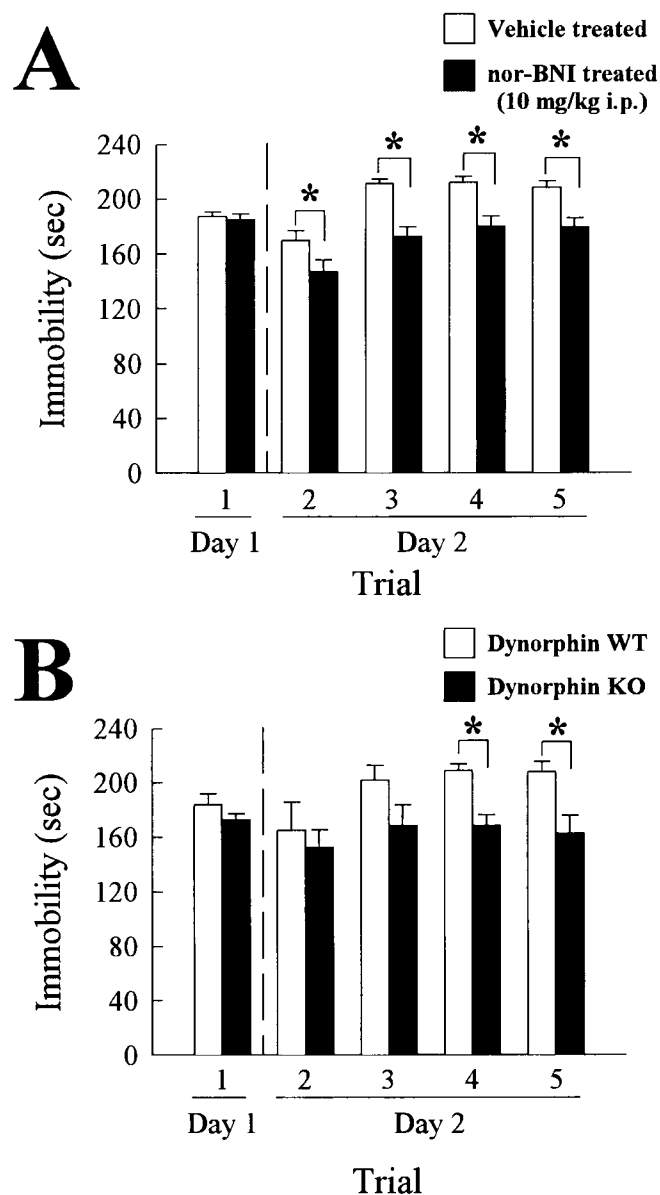 A
Vehicle treated
nor-BNI treated
(10 mg/kg i.p.)
Immobility (sec)
240
200
160
120
80
40
0
* * * *
1 2 3 4 5
Day 1 Day 2
Trial
B
Dynorphin WT
Dynorphin KO
Immobility (sec)
240
200
160
120
80
40
0
* *
1 2 3 4 5
Day 1 Day 2
Trial